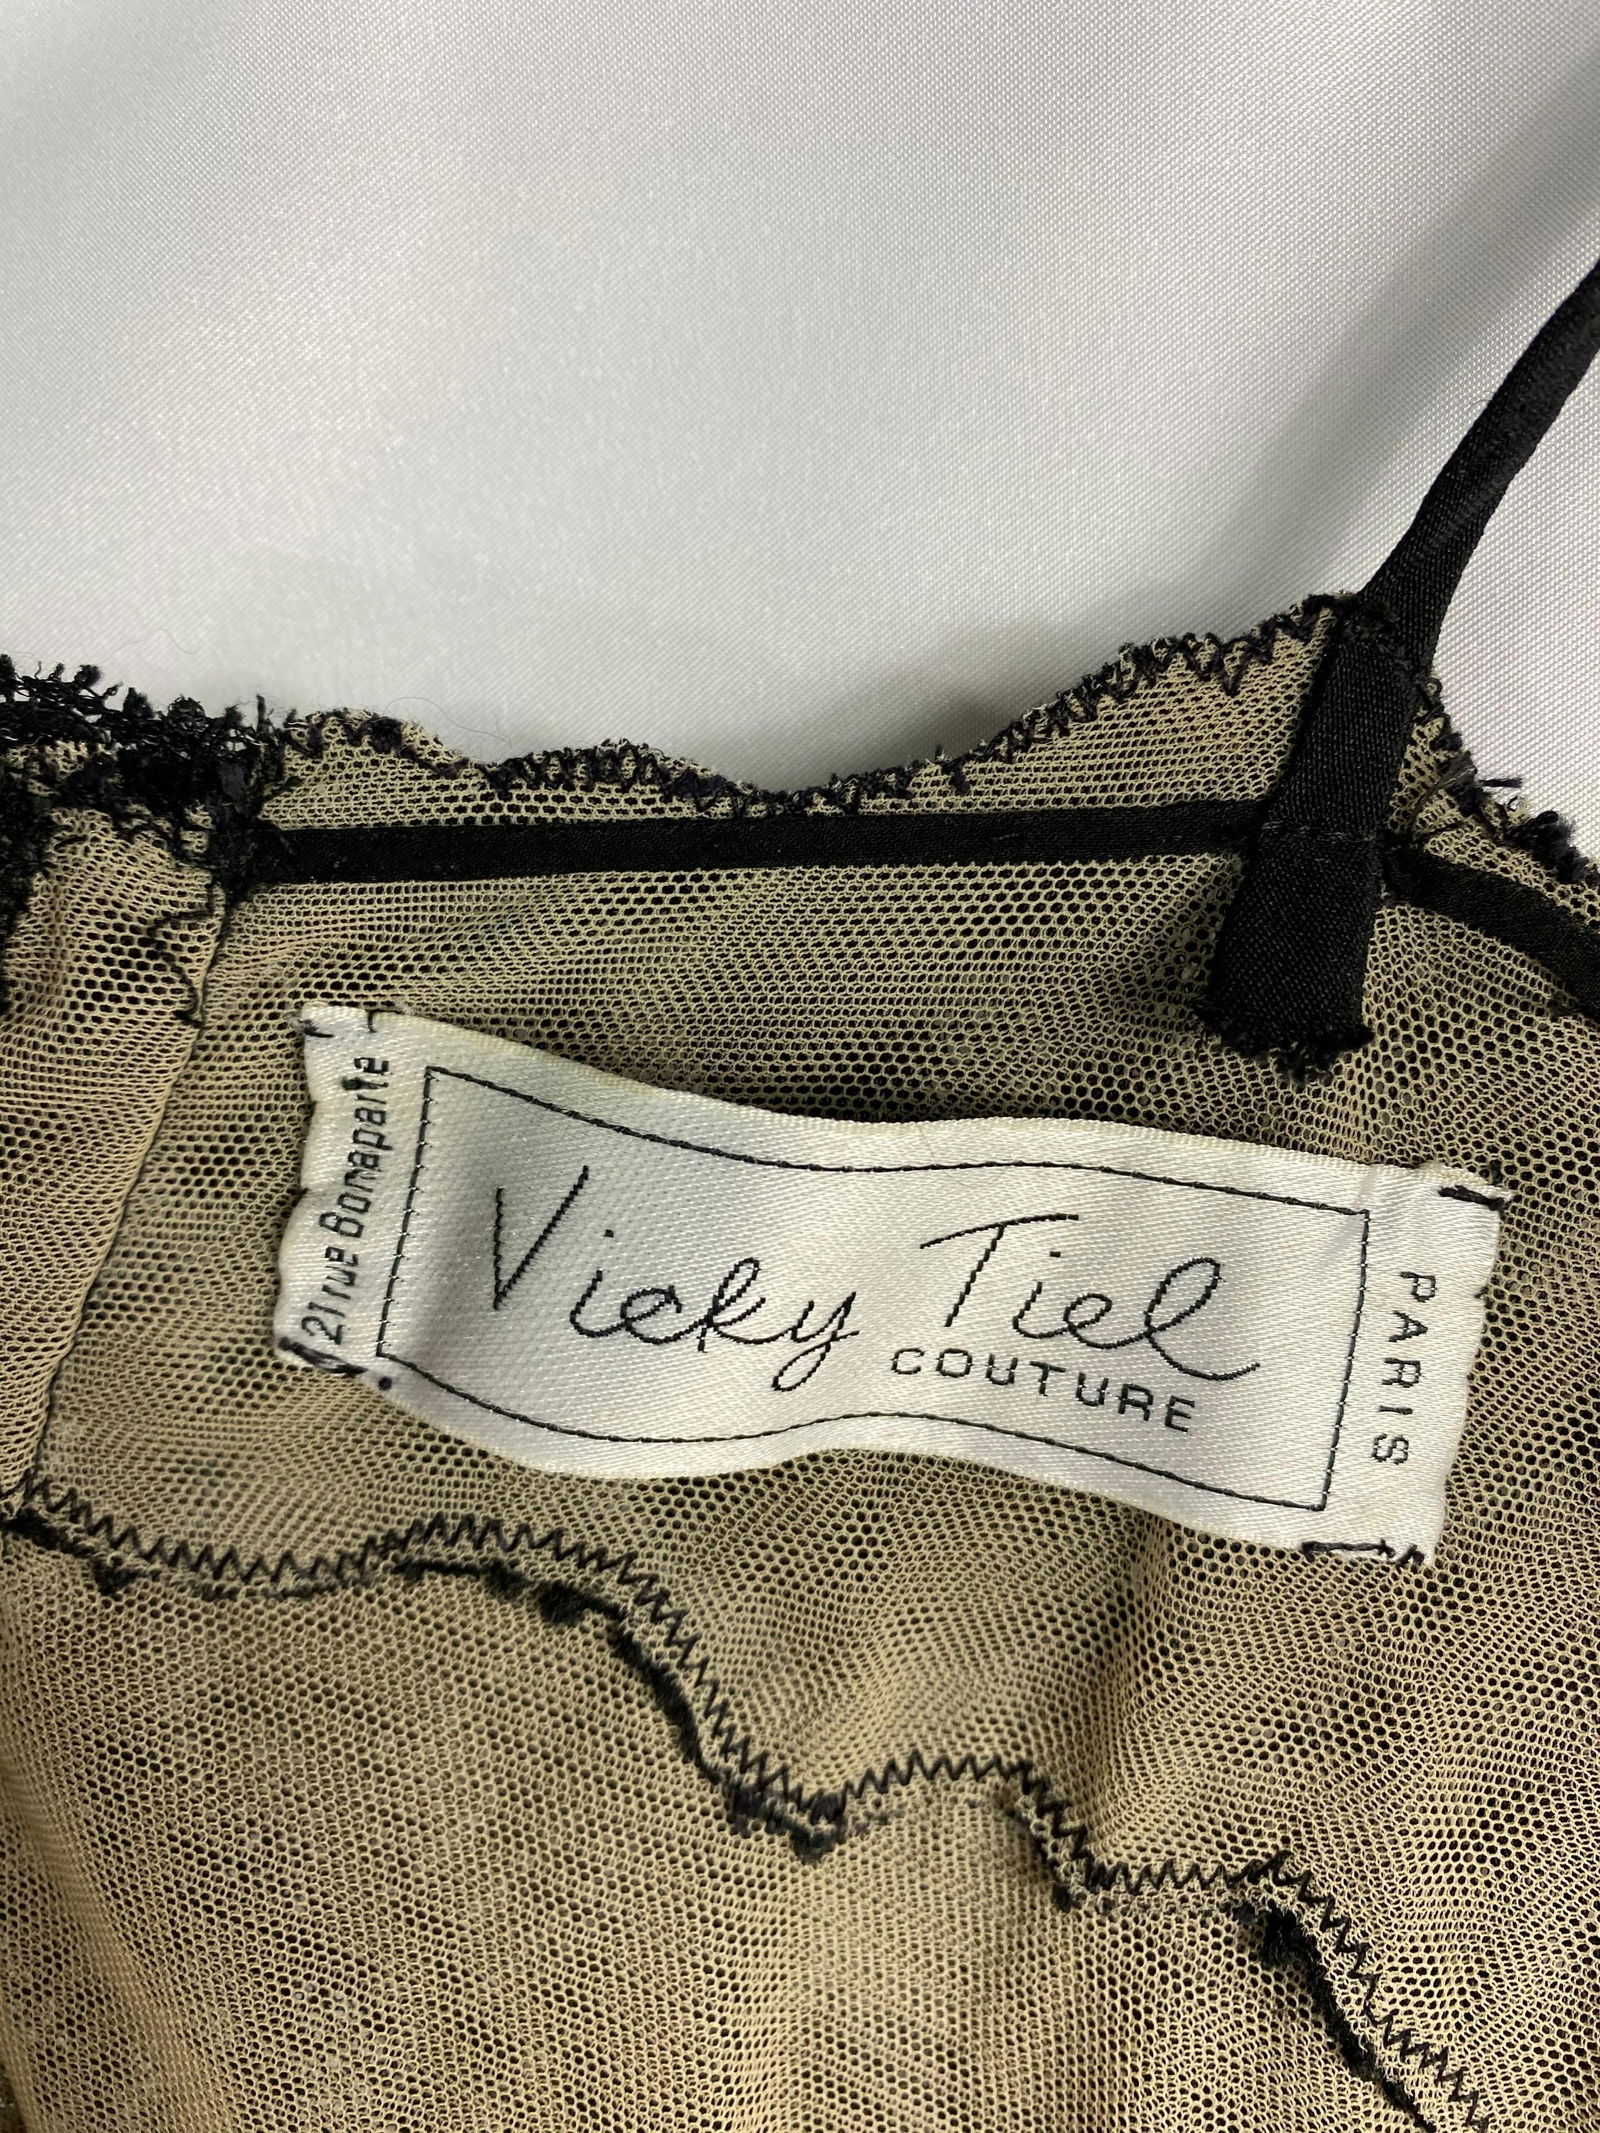 21 rue Bonaparte
Vicky Tiel
COUTURE
PARIS